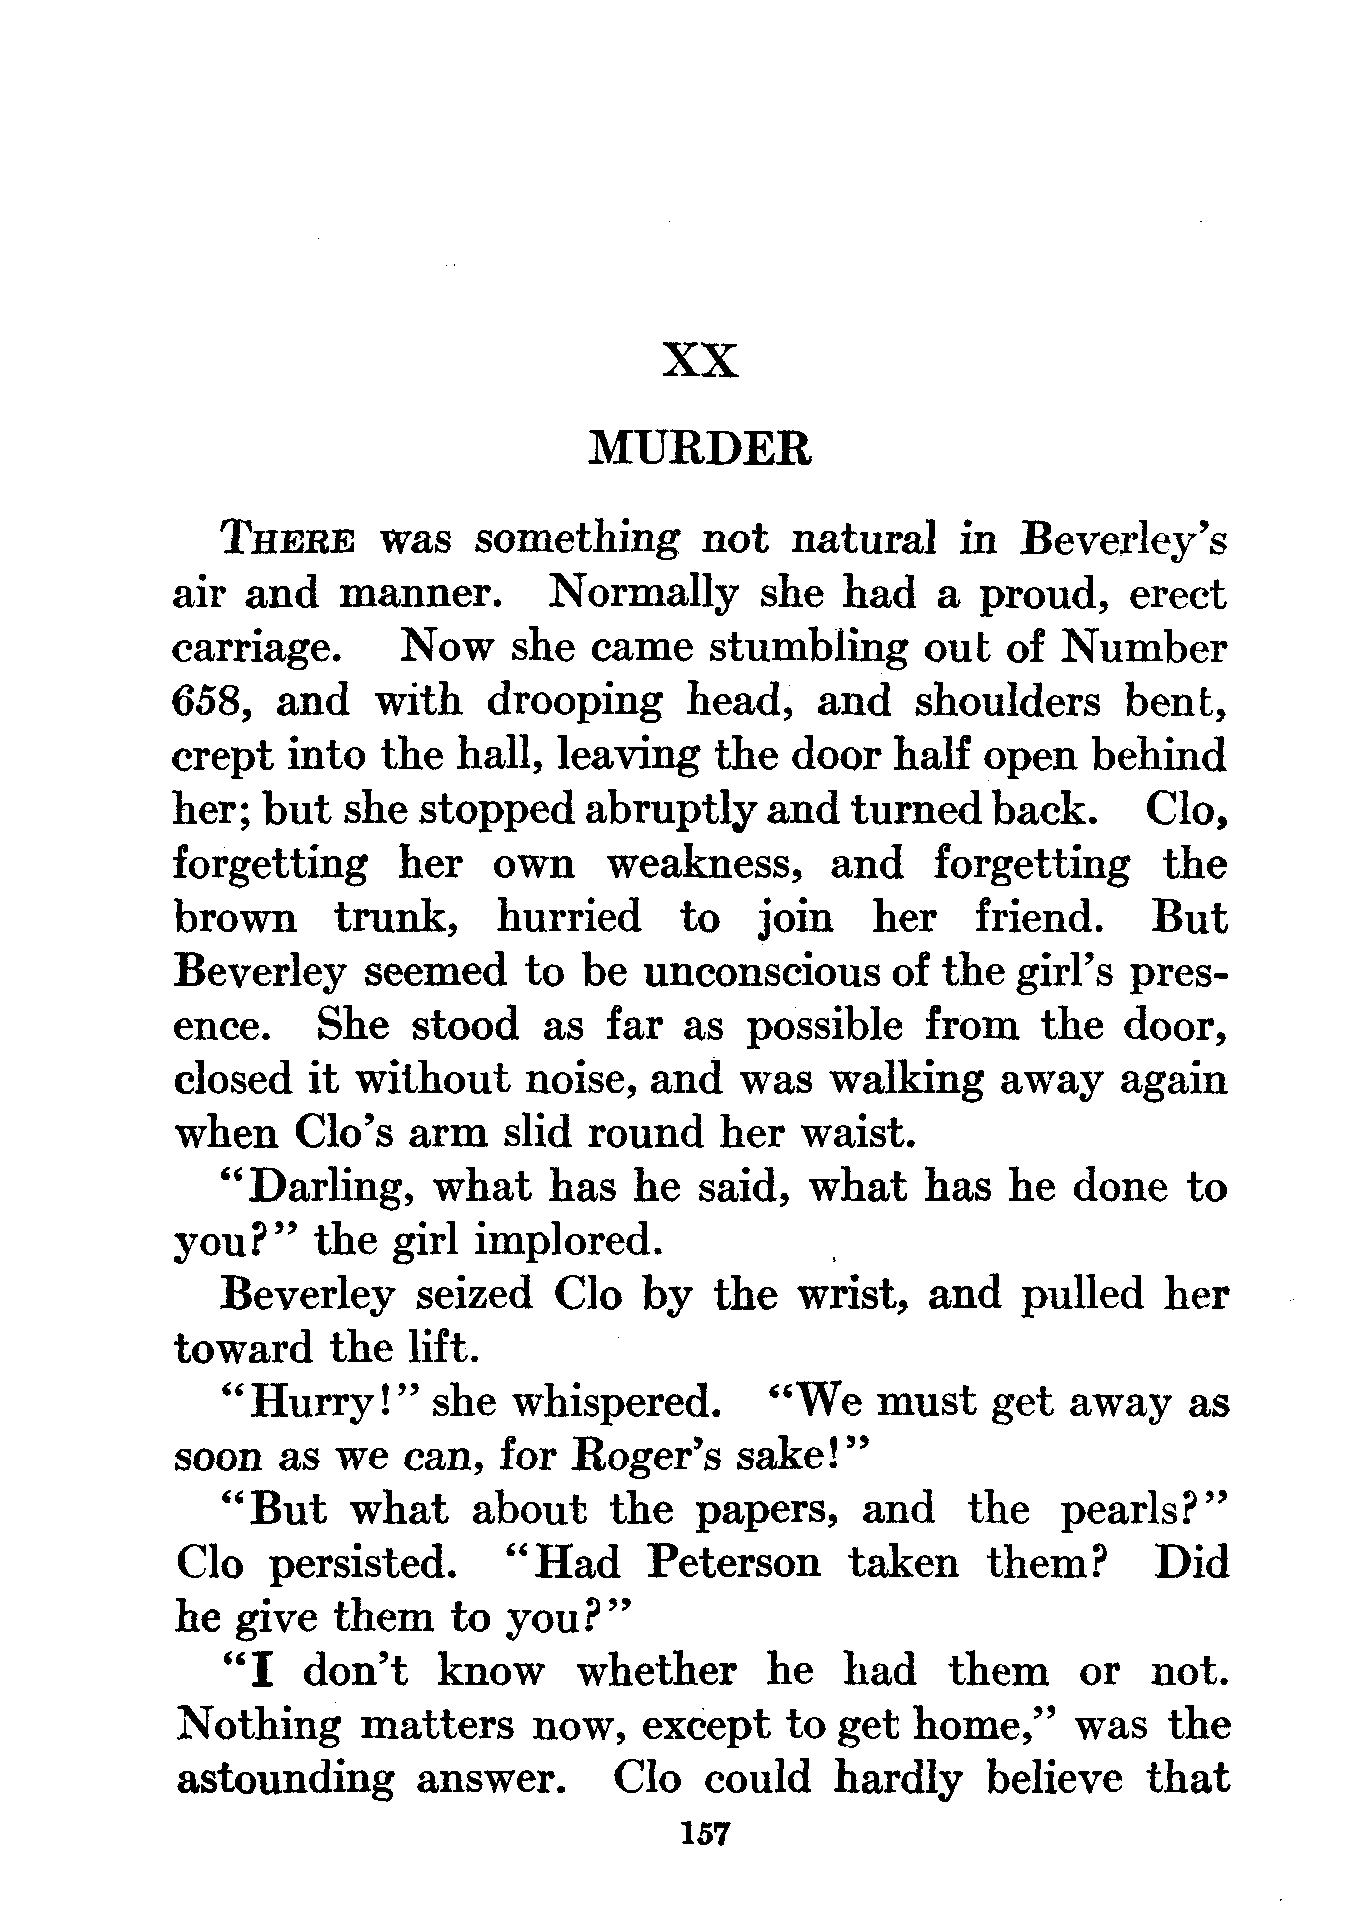 XX
MURDER
THERE was something not natural in Beverley's
air and manner. Normally she had a proud, erect
carriage. Now she came stumbling out of Number
658, and with drooping head, and shoulders bent,
crept into the hall, leaving the door half open behind
her; but she stopped abruptly and turned back. Clo,
forgetting her own weakness, and forgetting the
brown trunk, hurried to join her friend. But
Beverley seemed to be unconscious of the girl's pres-
ence. She stood as far as possible from the door,
closed it without noise, and was walking away again
when Clo's arm slid round her waist.
"Darling, what has he said, what has he done to
you?" the girl implored.
Beverley seized Clo by the wrist, and pulled her
toward the lift.
"Hurry!" she whispered. "We must get away as
soon as we can, for Roger's sake!"
"But what about the papers, and the pearls?"
Clo persisted. "Had Peterson taken them? Did
he give them to you?"
"I don't know whether he had them or not.
Nothing matters now, except to get home," was the
astounding answer. Clo could hardly believe that
157